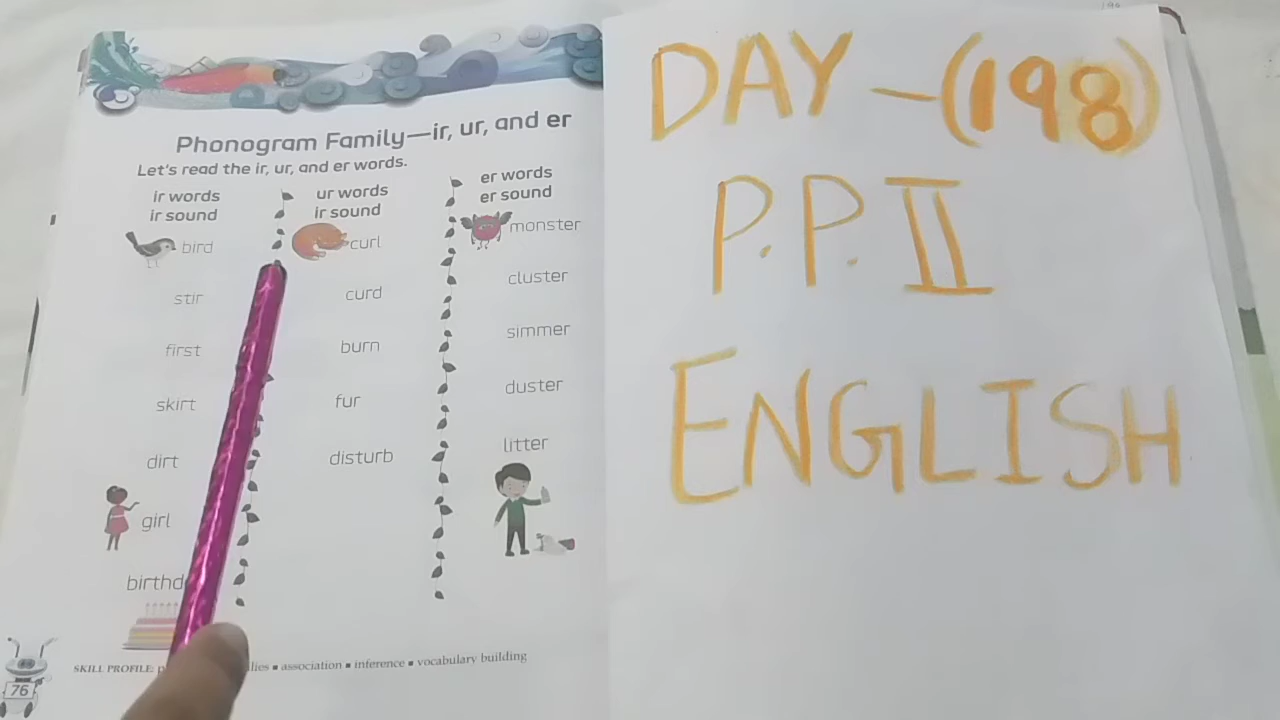 Phonogram Family—ir, ur, and er
Let's read the ir, ur, and er words.
ir words
ir sound
bird
stir
first
skirt
dirt
girl
birthd
ur words
ir sound
curl
curd
burn
fur
disturb
er words
er sound
monster
cluster
simmer
duster
litter
SKILL PROFILE: ▪ association ▪ inference ▪ vocabulary building
76
DAY –(198)
P.P. II
ENGLISH